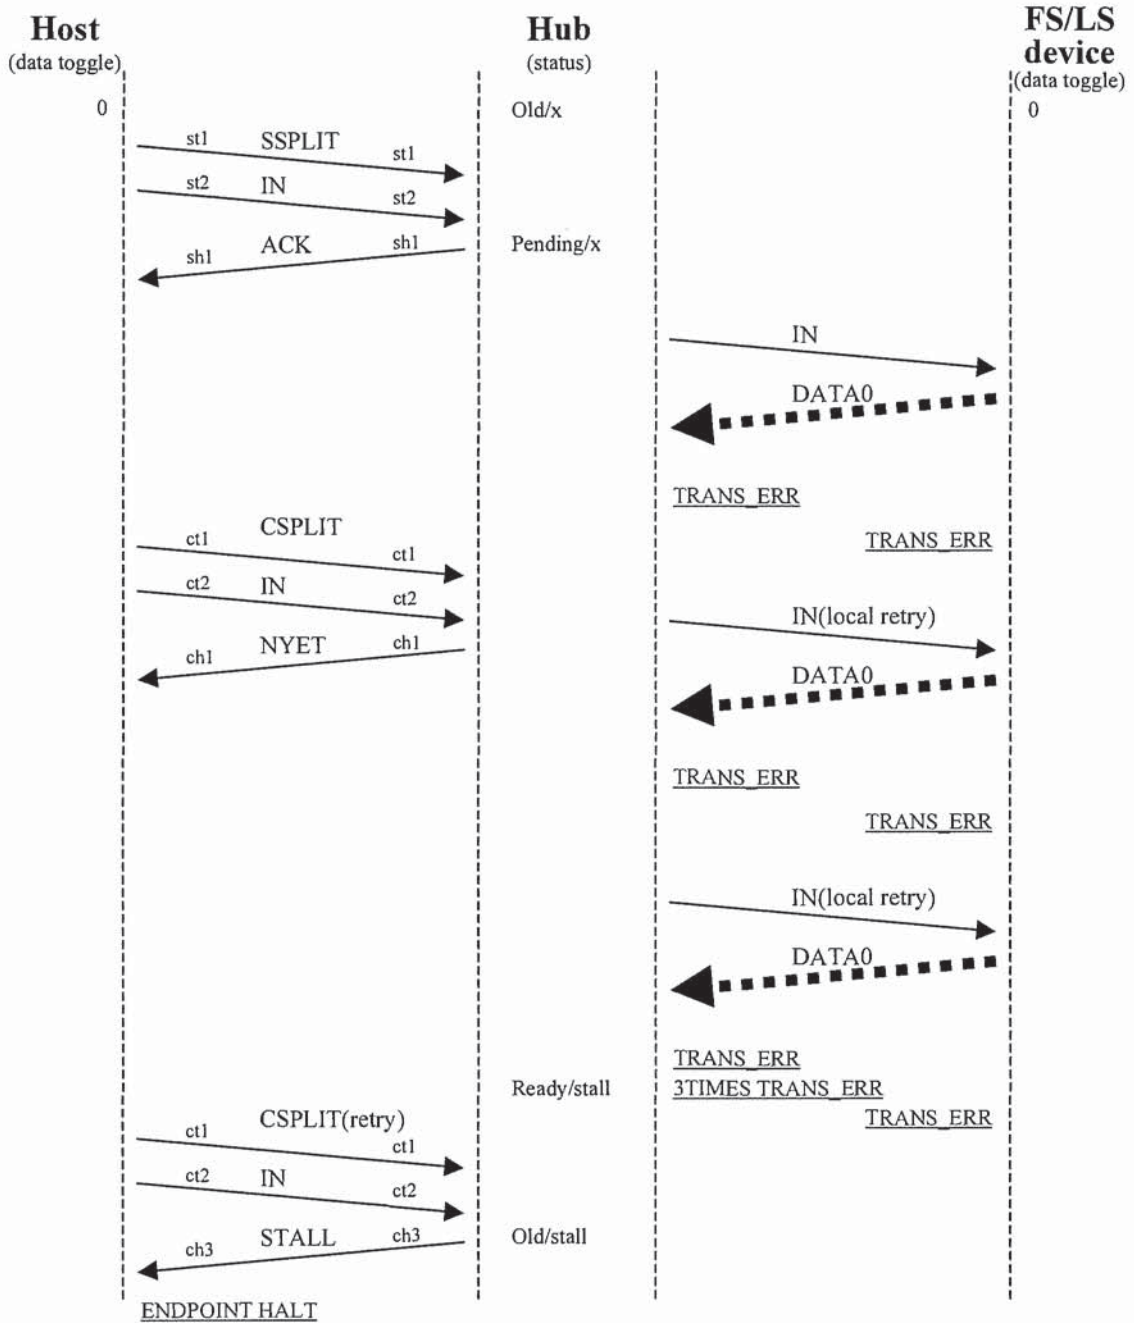 Host
(data toggle)
Hub
(status)
FS/LS
device
(data toggle)
0
Old/x
0
st1 SSPLIT st1
st2 IN st2
sh1 ACK sh1
Pending/x
IN
DATA0
TRANS_ERR
TRANS_ERR
ct1 CSPLIT ct1
ct2 IN ct2
ch1 NYET ch1
IN(local retry)
DATA0
TRANS_ERR
TRANS_ERR
IN(local retry)
DATA0
TRANS_ERR
Ready/stall
3TIMES TRANS_ERR
TRANS_ERR
ct1 CSPLIT(retry) ct1
ct2 IN ct2
ch3 STALL ch3
Old/stall
ENDPOINT HALT